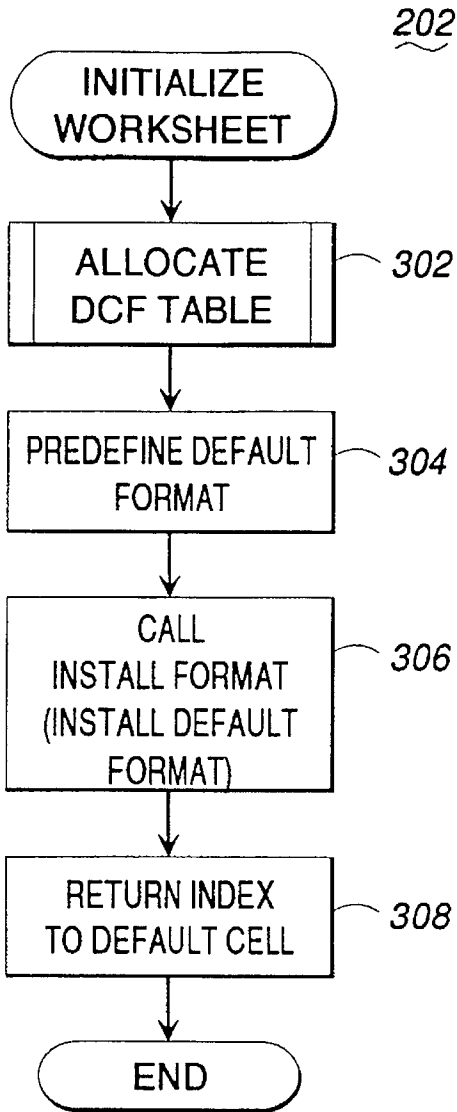 202
INITIALIZE
WORKSHEET
ALLOCATE
DCF TABLE
302
PREDEFINE DEFAULT
FORMAT
304
CALL
INSTALL FORMAT
(INSTALL DEFAULT
FORMAT)
306
RETURN INDEX
TO DEFAULT CELL
308
END